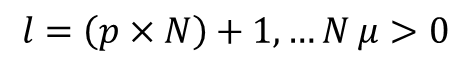 l = (p × N) + 1, … N μ > 0